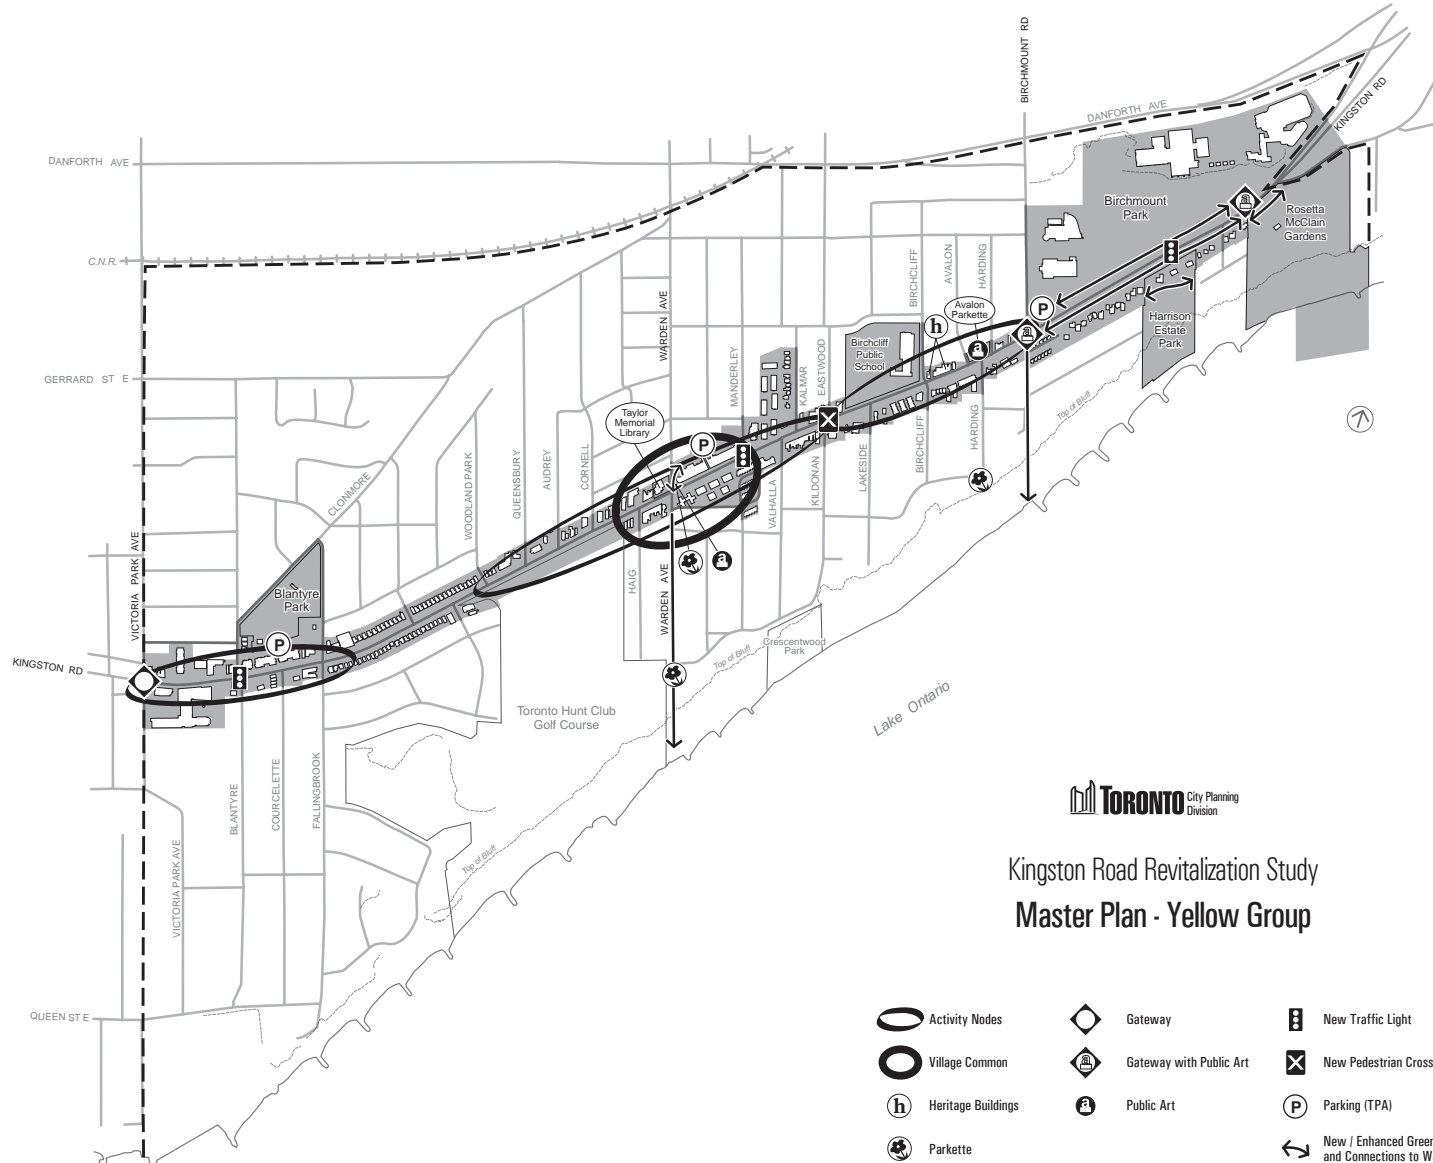 BIRCHMOUNT RD
DANFORTH AVE
KINGSTON RD
DANFORTH AVE
Birchmount
Park
Rosetta
McClain
Gardens
C.N.R.
WARDEN AVE
BIRCHCLIFF
AVALON
HARDING
P
h
Avalon
Parkette
a
Harrison
Estate
Park
GERRARD ST E
MANDERLEY
KALMAR
EASTWOOD
Birchcliff
Public
School
Top of Bluff
Taylor
Memorial
Library
P
WOODLAND PARK
QUEENSBURY
AUDREY
CORNELL
CLONMORE
VALHALLA
KILDONAN
LAKESIDE
BIRCHCLIFF
HARDING
a
VICTORIA PARK AVE
Blantyre
Park
HAIG
WARDEN AVE
P
KINGSTON RD
Crescentwood
Park
Top of Bluff
Toronto Hunt Club
Golf Course
Lake Ontario
BLANTYRE
COURCELETTE
FALLINGBROOK
VICTORIA PARK AVE
Top of Bluff
QUEEN ST E
TORONTO City Planning
Division
Kingston Road Revitalization Study
Master Plan - Yellow Group
Activity Nodes
Gateway
New Traffic Light
Village Common
Gateway with Public Art
New Pedestrian Cross
h Heritage Buildings
a Public Art
P Parking (TPA)
Parkette
New / Enhanced Green
and Connections to W